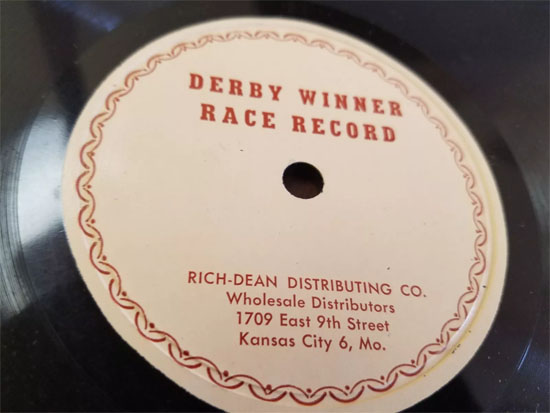 DERBY WINNER
RACE RECORD
RICH-DEAN DISTRIBUTING CO.
Wholesale Distributors
1709 East 9th Street
Kansas City 6, Mo.